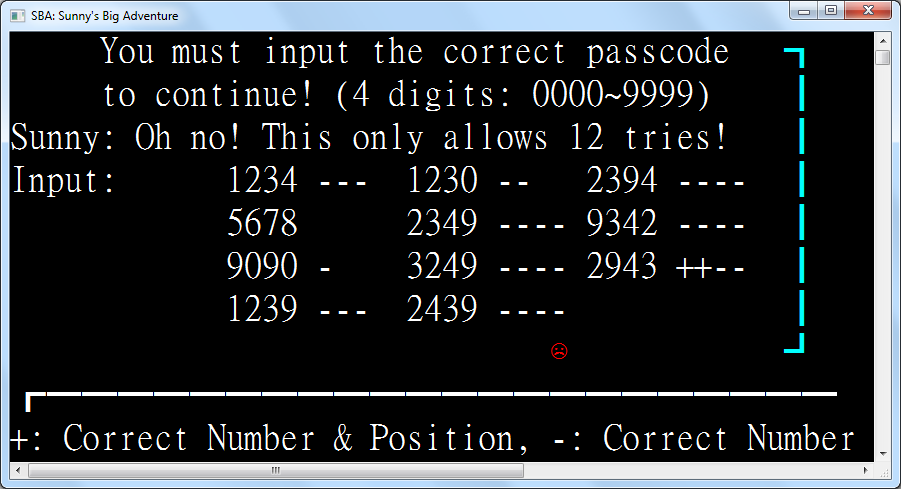 SBA: Sunny's Big Adventure
You must input the correct passcode
to continue! (4 digits: 0000~9999)
Sunny: Oh no! This only allows 12 tries!
Input: 1234 --- 1230 -- 2394 ----
5678 2349 ---- 9342 ----
9090 - 3249 ---- 2943 ++--
1239 --- 2439 ----
+: Correct Number & Position, -: Correct Number